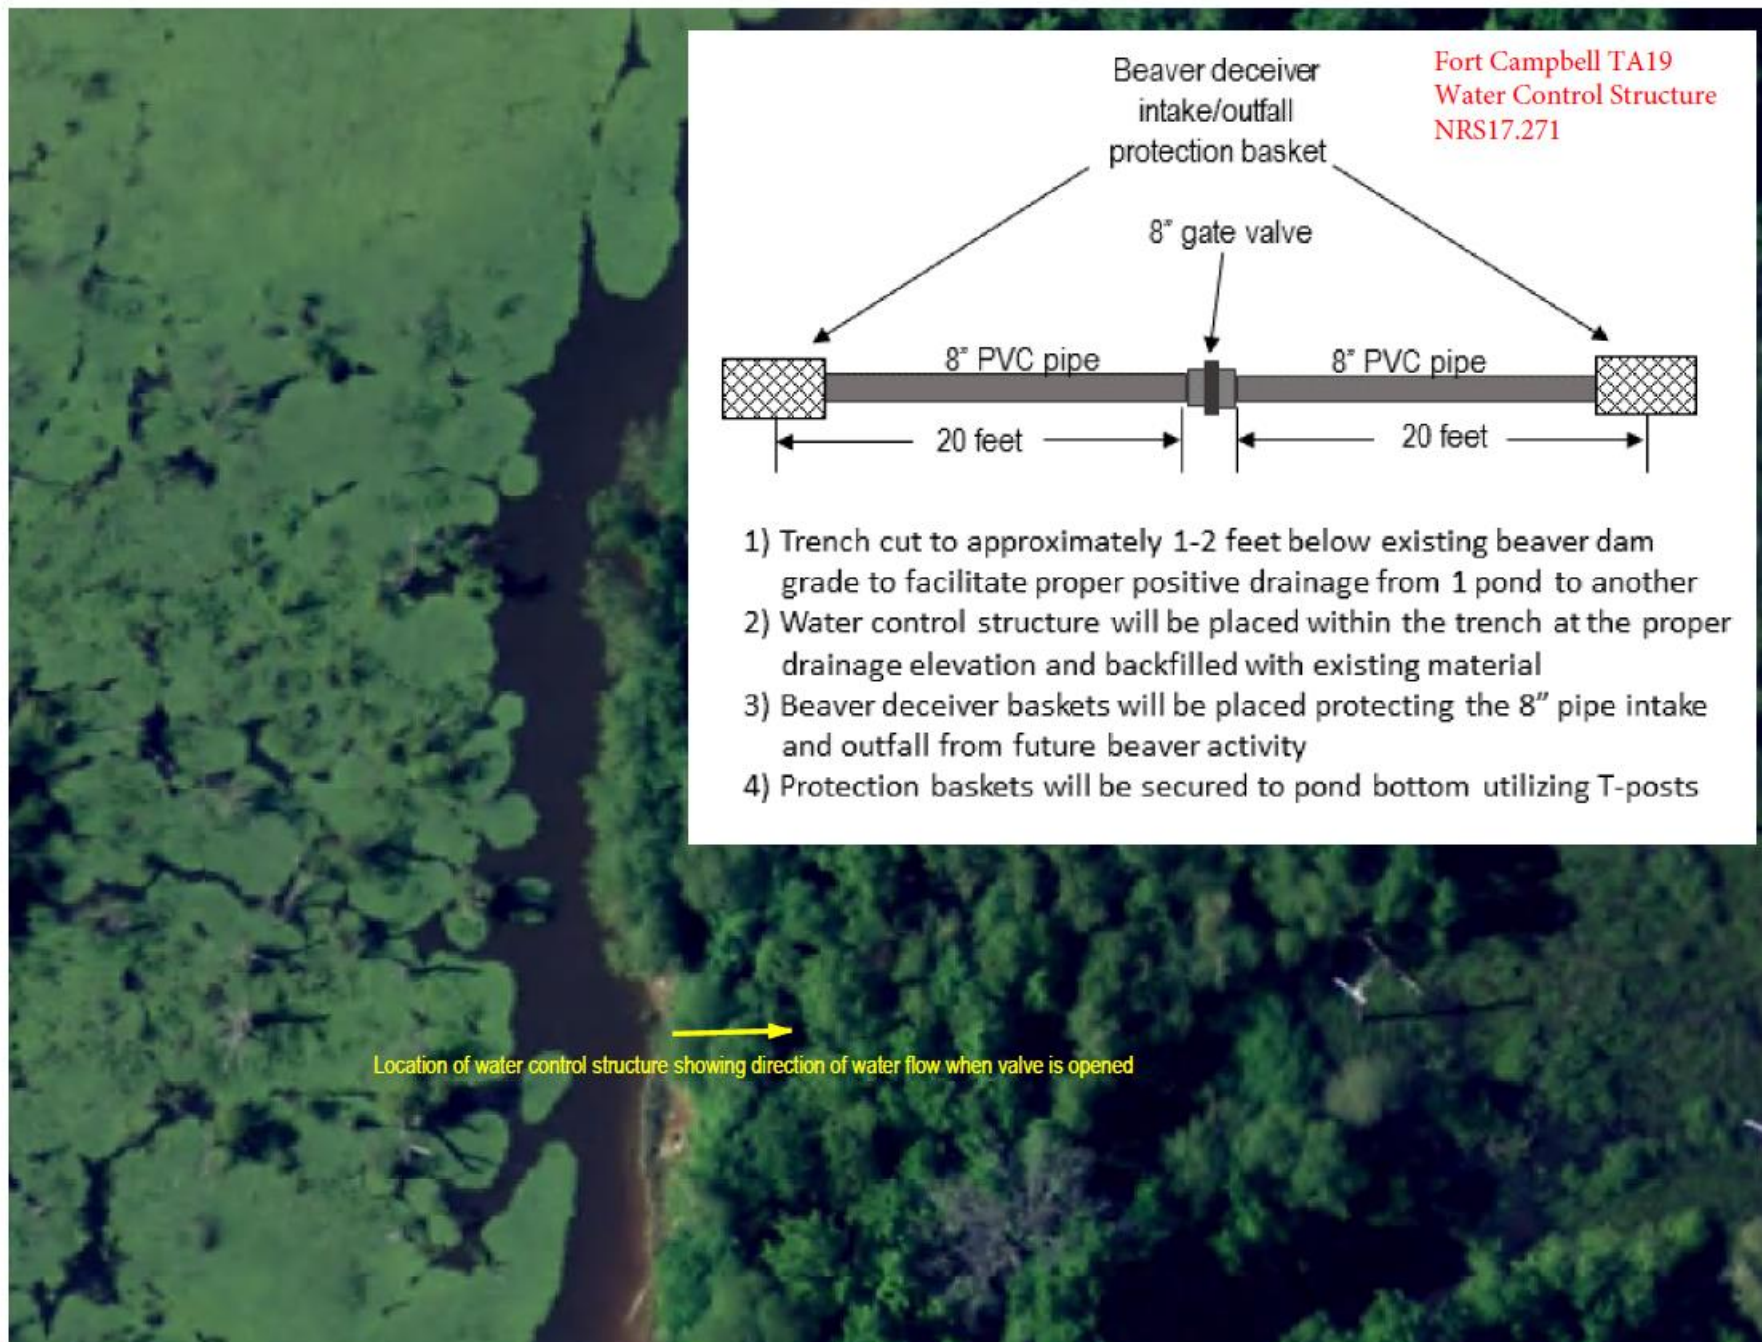 Fort Campbell TA19
Water Control Structure
NRS17.271
Beaver deceiver
intake/outfall
protection basket
8" gate valve
8" PVC pipe
8" PVC pipe
20 feet
20 feet
1) Trench cut to approximately 1-2 feet below existing beaver dam
grade to facilitate proper positive drainage from 1 pond to another
2) Water control structure will be placed within the trench at the proper
drainage elevation and backfilled with existing material
3) Beaver deceiver baskets will be placed protecting the 8" pipe intake
and outfall from future beaver activity
4) Protection baskets will be secured to pond bottom utilizing T-posts
Location of water control structure showing direction of water flow when valve is opened